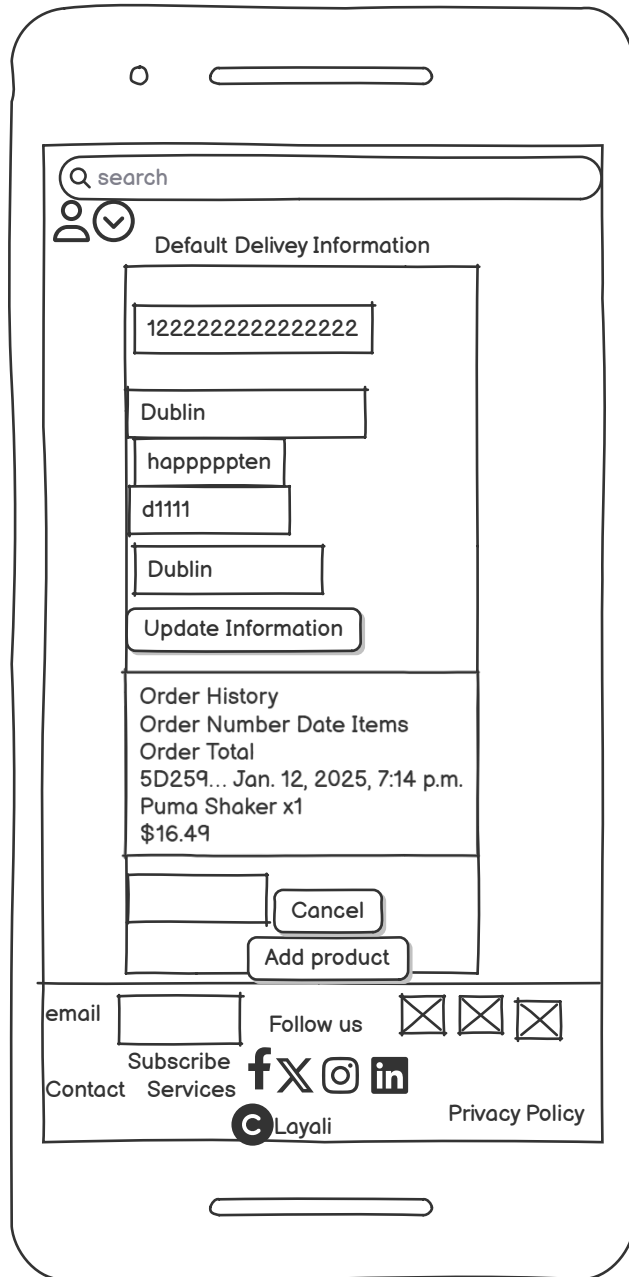 search
Default Delivey Information
1222222222222222
Dublin
happpppten
d1111
Dublin
Update Information
Order History
Order Number Date Items
Order Total
5D259... Jan. 12, 2025, 7:14 p.m.
Puma Shaker x1
$16.49
Cancel
Add product
email
Follow us
Subscribe
Contact Services
Privacy Policy
C Layali